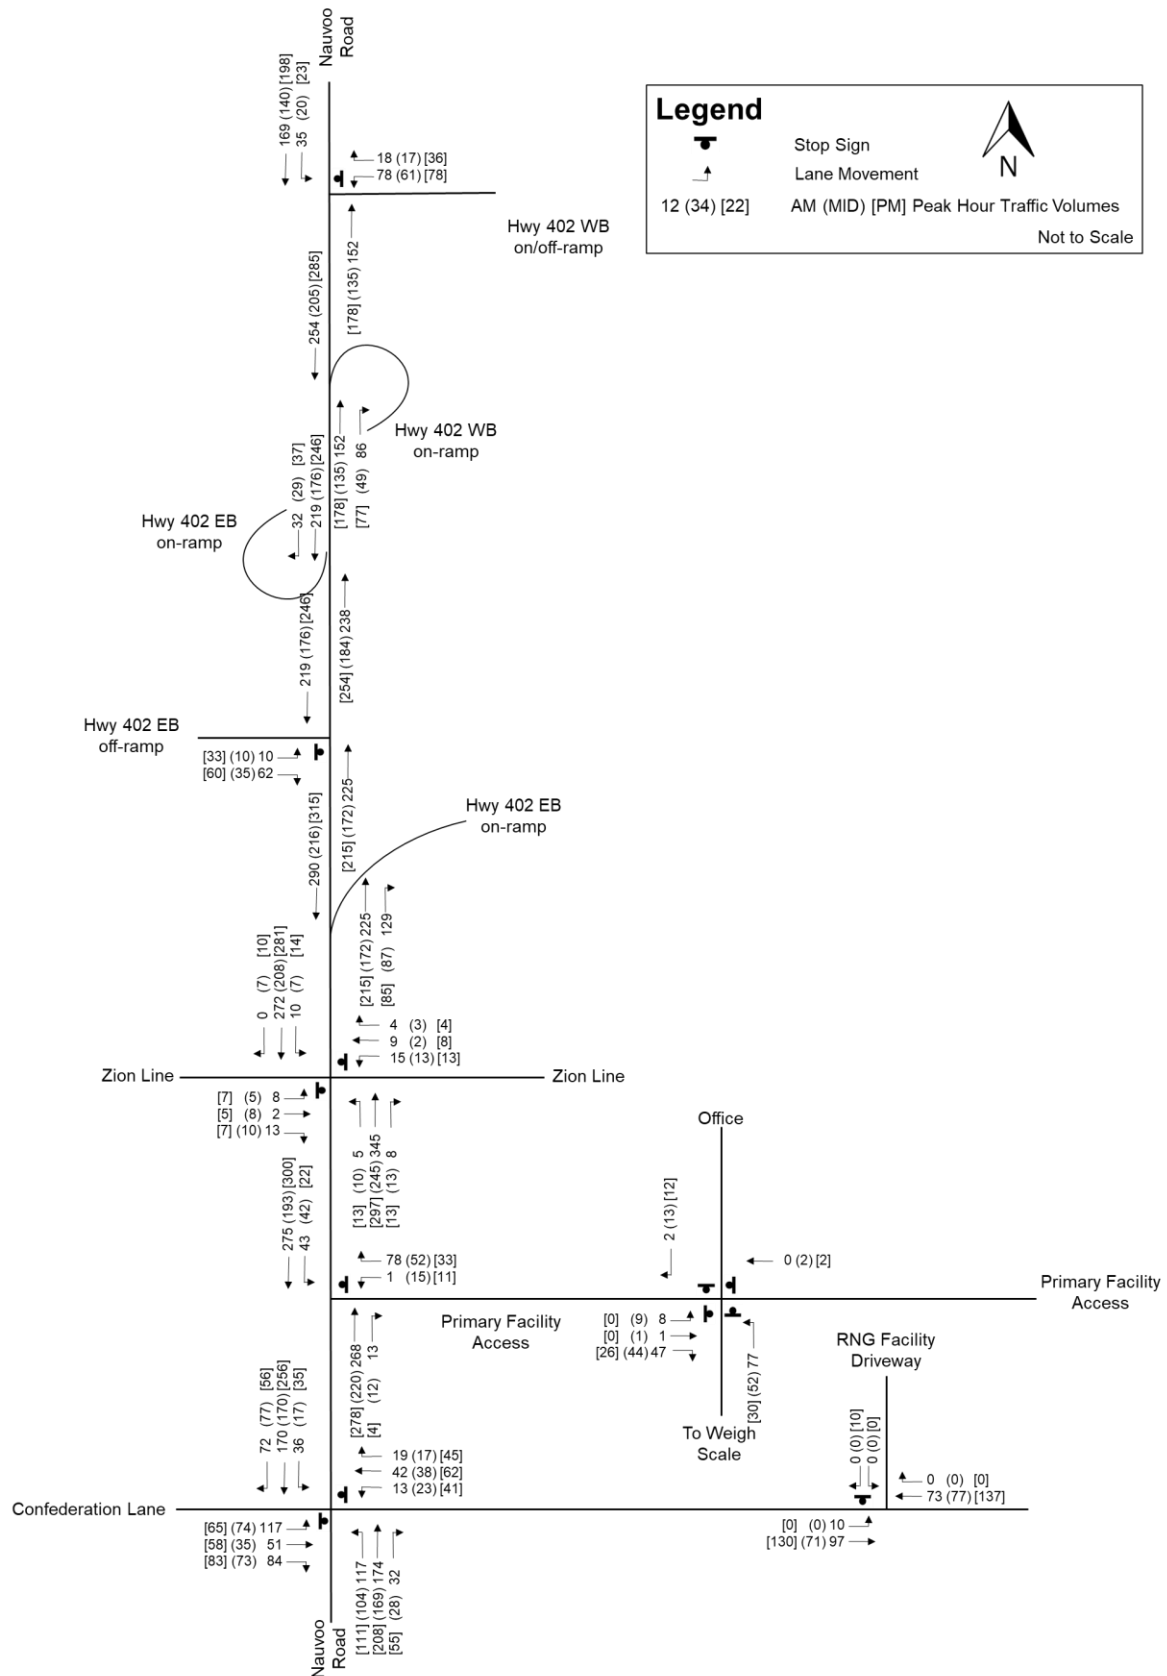 Nauvoo
Road
169 (140) [198]
35 (20) [23]
18 (17) [36]
78 (61) [78]
Hwy 402 WB
on/off-ramp
Legend
Stop Sign
Lane Movement
12 (34) [22] AM (MID) [PM] Peak Hour Traffic Volumes
Not to Scale
N
254 (205) [285]
[178] (135) 152
Hwy 402 WB
on-ramp
32 (29) [37]
219 (176) [246]
[178] (135) 152
[77] (49) 86
Hwy 402 EB
on-ramp
219 (176) [246]
[254] (184) 238
Hwy 402 EB
off-ramp
[33] (10) 10
[60] (35) 62
[215] (172) 225
Hwy 402 EB
on-ramp
290 (216) [315]
[215] (172) 225
[85] (87) 129
0 (7) [10]
272 (208) [281]
10 (7) [14]
4 (3) [4]
9 (2) [8]
15 (13) [13]
Zion Line
Zion Line
[7] (5) 8
[5] (8) 2
[7] (10) 13
[13] (10) 5
[297] (245) 345
[13] (13) 8
Office
275 (193) [300]
43 (42) [22]
78 (52) [33]
1 (15) [11]
2 (13) [12]
0 (2) [2]
Primary Facility
Access
Primary Facility
Access
[0] (9) 8
[0] (1) 1
[26] (44) 47
[30] (52) 77
To Weigh
Scale
RNG Facility
Driveway
[278] (220) 268
[4] (12) 13
72 (77) [56]
170 (170) [256]
36 (17) [35]
19 (17) [45]
42 (38) [62]
13 (23) [41]
0 (0) [10]
0 (0) [0]
0 (0) [0]
73 (77) [137]
Confederation Lane
[65] (74) 117
[58] (35) 51
[83] (73) 84
[0] (0) 10
[130] (71) 97
[111] (104) 117
[208] (169) 174
[55] (28) 32
Nauvoo
Road